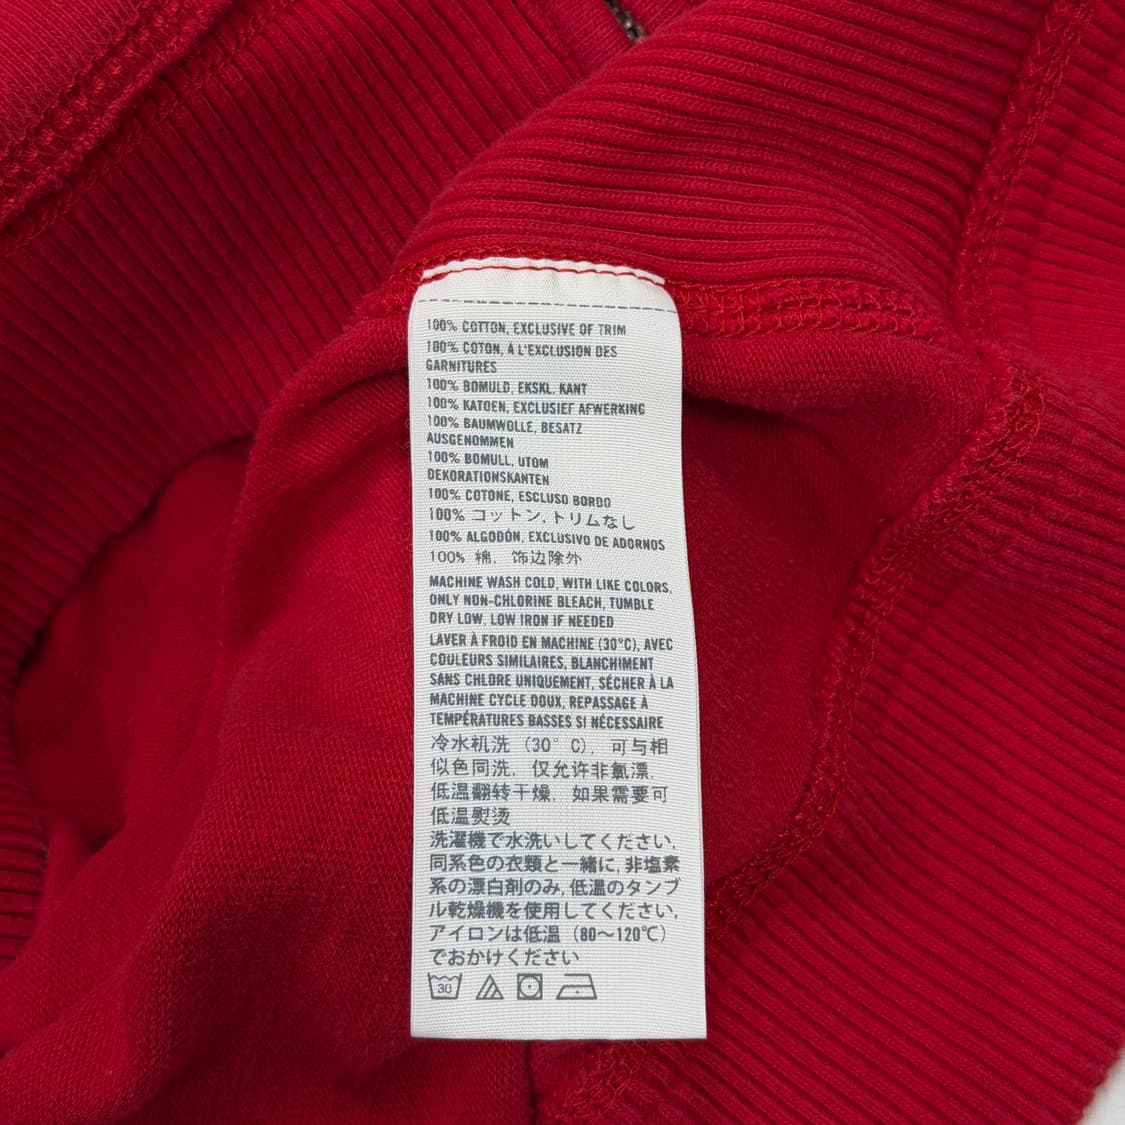 100% COTTON, EXCLUSIVE OF TRIM
100% COTON, À L'EXCLUSION DES
GARNITURES
100% BOMULD, EKSKL. KANT
100% KATOEN, EXCLUSIEF AFWERKING
100% BAUMWOLLE, BESATZ
AUSGENOMMEN
100% BOMULL, UTOM
DEKORATIONSKANTEN
100% COTONE, ESCLUSO BORDO
100% コットン, トリムなし
100% ALGODÓN, EXCLUSIVO DE ADORNOS
100% 棉, 饰边除外
MACHINE WASH COLD, WITH LIKE COLORS,
ONLY NON-CHLORINE BLEACH, TUMBLE
DRY LOW, LOW IRON IF NEEDED
LAVER À FROID EN MACHINE (30°C), AVEC
COULEURS SIMILAIRES, BLANCHIMENT
SANS CHLORE UNIQUEMENT, SÉCHER À LA
MACHINE CYCLE DOUX, REPASSAGE À
TEMPÉRATURES BASSES SI NÉCESSAIRE
冷水机洗 (30° C), 可与相
似色同洗, 仅允许非氯漂,
低温翻转干燥, 如果需要可
低温熨烫
洗濯機で水洗いしてください,
同系色の衣類と一緒に, 非塩素
系の漂白剤のみ, 低温のタンブ
ル乾燥機を使用してください,
アイロンは低温 (80～120℃)
でおかけください
30